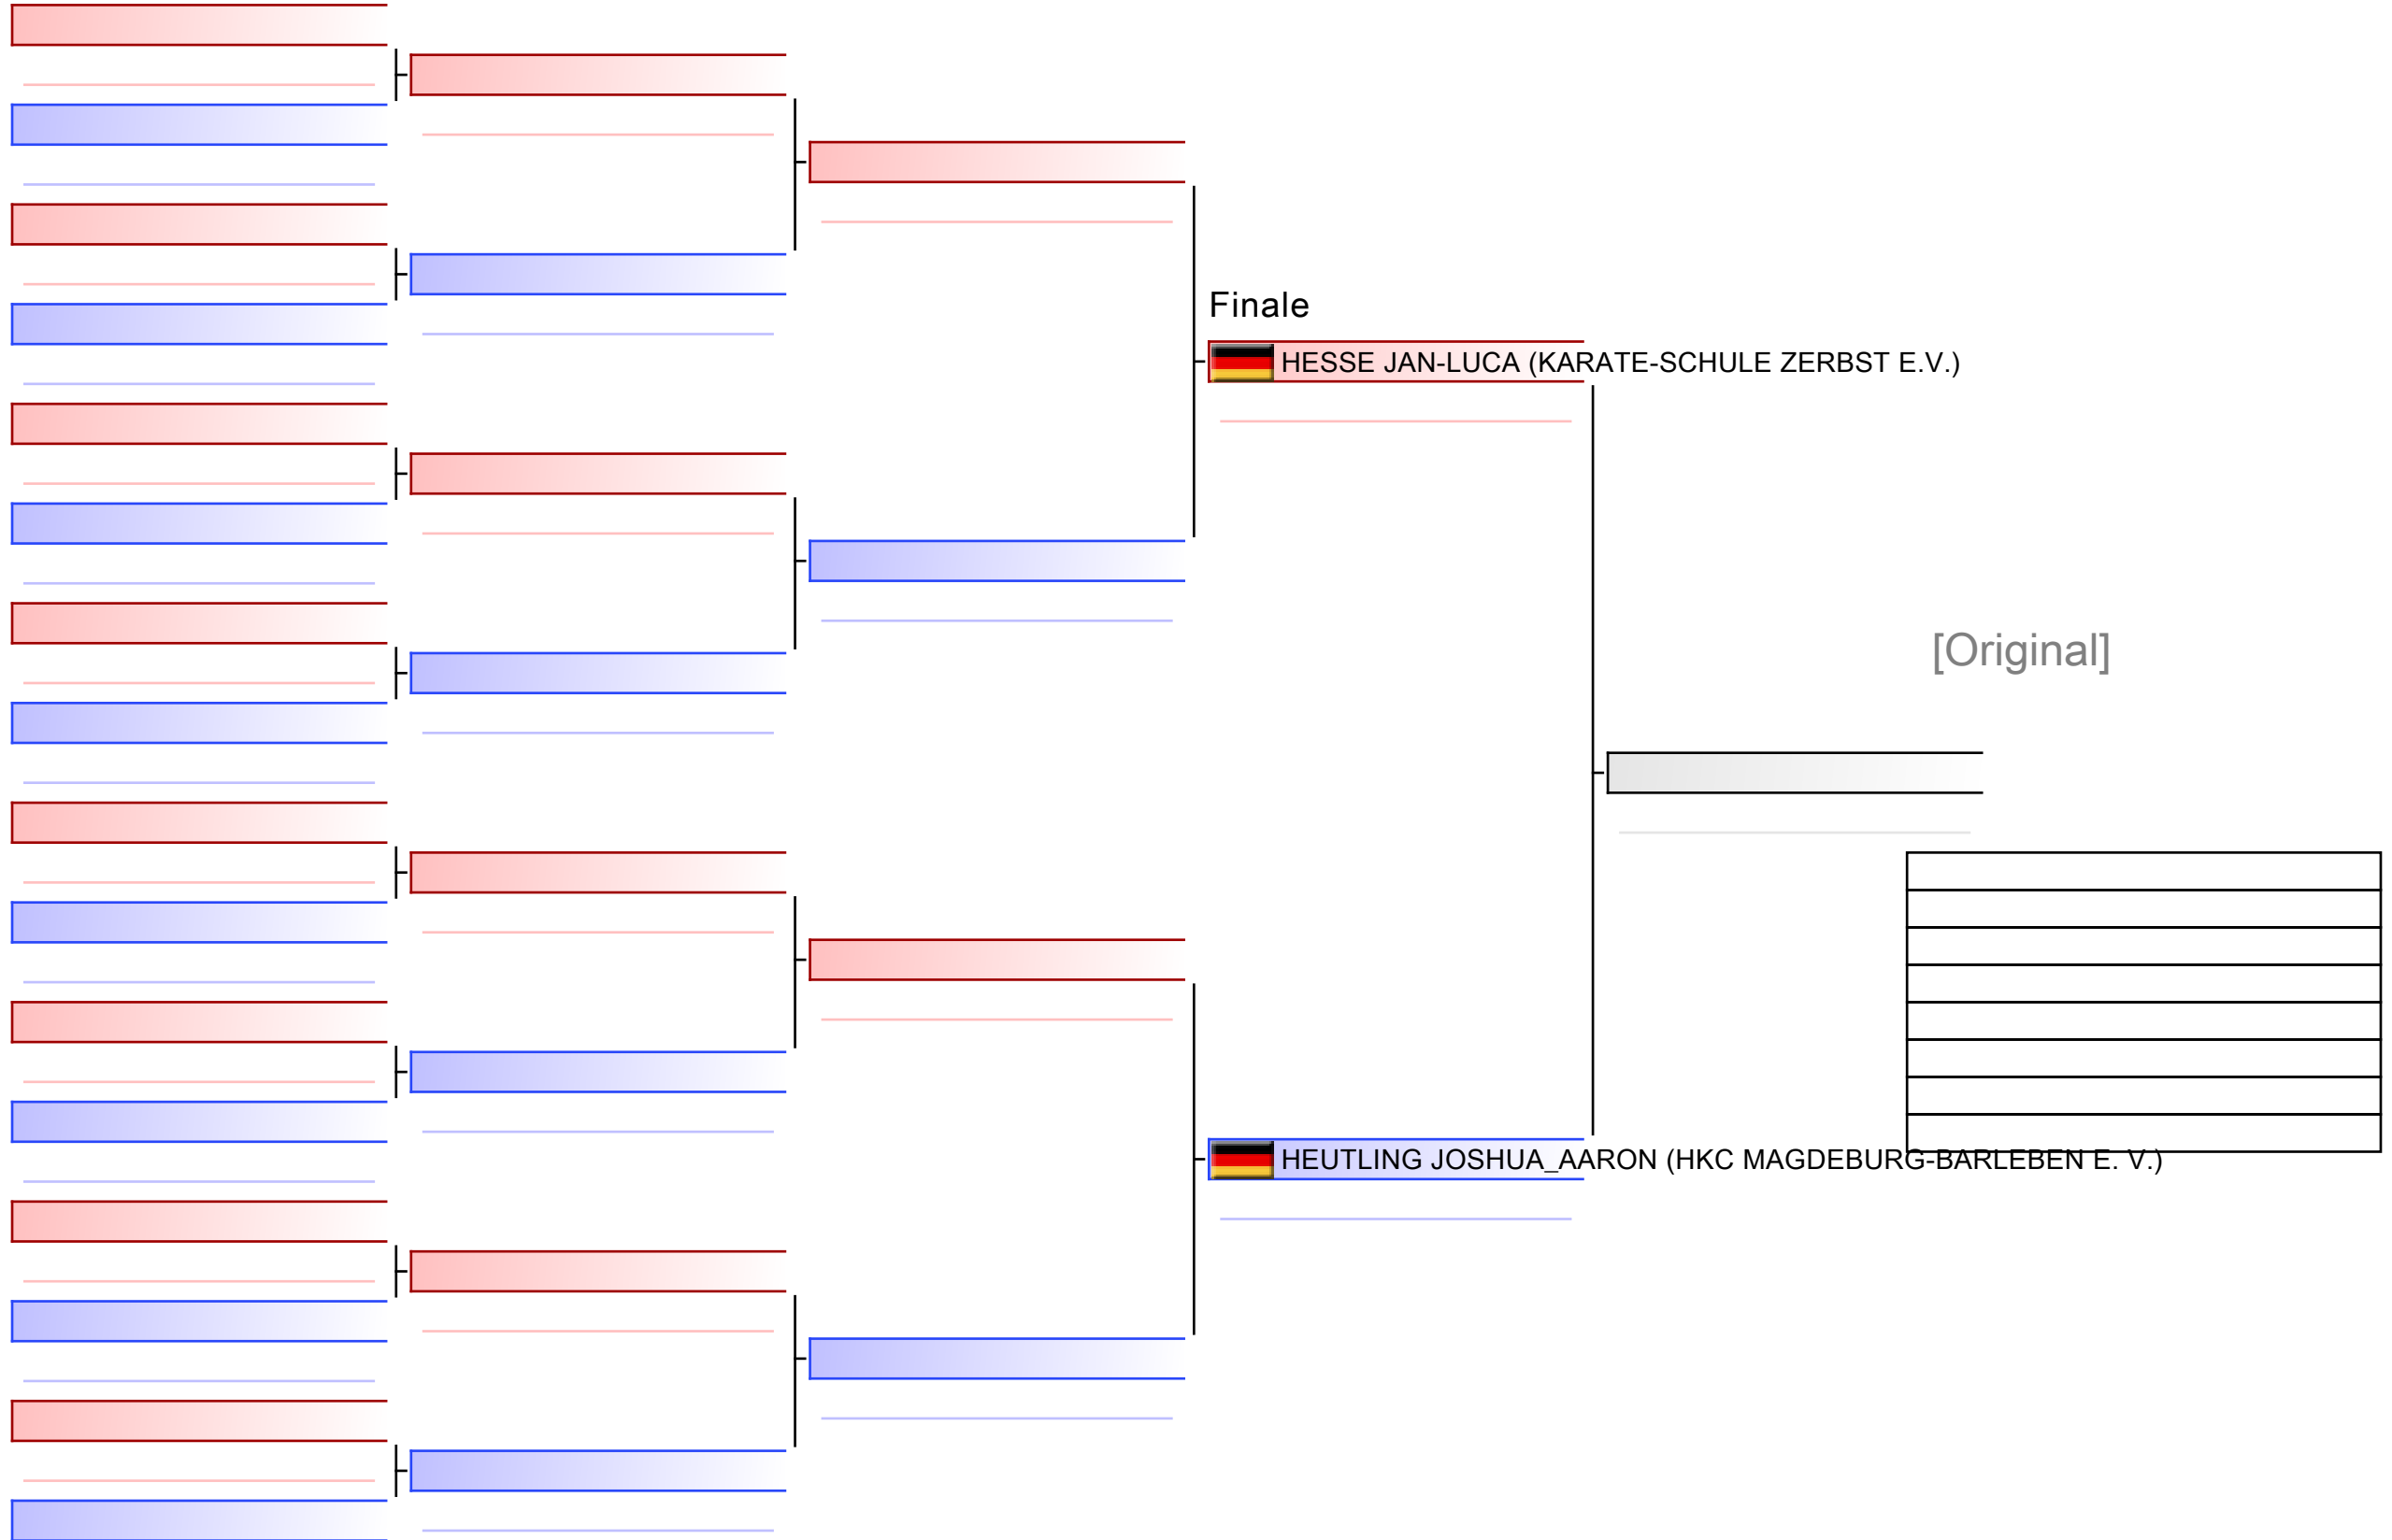 Finale
HESSE JAN-LUCA (KARATE-SCHULE ZERBST E.V.)
[Original]
HEUTLING JOSHUA_AARON (HKC MAGDEBURG-BARLEBEN E. V.)